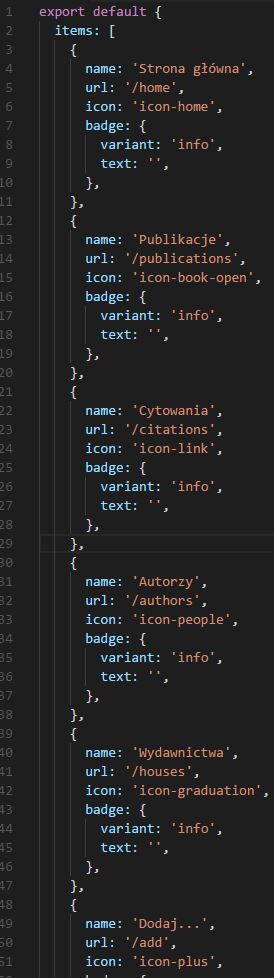 1 export default {
2 items: [
3 {
4 name: 'Strona główna',
5 url: '/home',
6 icon: 'icon-home',
7 badge: {
8 variant: 'info',
9 text: '',
10 },
11 },
12 {
13 name: 'Publikacje',
14 url: '/publications',
15 icon: 'icon-book-open',
16 badge: {
17 variant: 'info',
18 text: '',
19 },
20 },
21 {
22 name: 'Cytowania',
23 url: '/citations',
24 icon: 'icon-link',
25 badge: {
26 variant: 'info',
27 text: '',
28 },
29 },
30 {
31 name: 'Autorzy',
32 url: '/authors',
33 icon: 'icon-people',
34 badge: {
35 variant: 'info',
36 text: '',
37 },
38 },
39 {
40 name: 'Wydawnictwa',
41 url: '/houses',
42 icon: 'icon-graduation',
43 badge: {
44 variant: 'info',
45 text: '',
46 },
47 },
48 {
49 name: 'Dodaj...',
50 url: '/add',
51 icon: 'icon-plus',